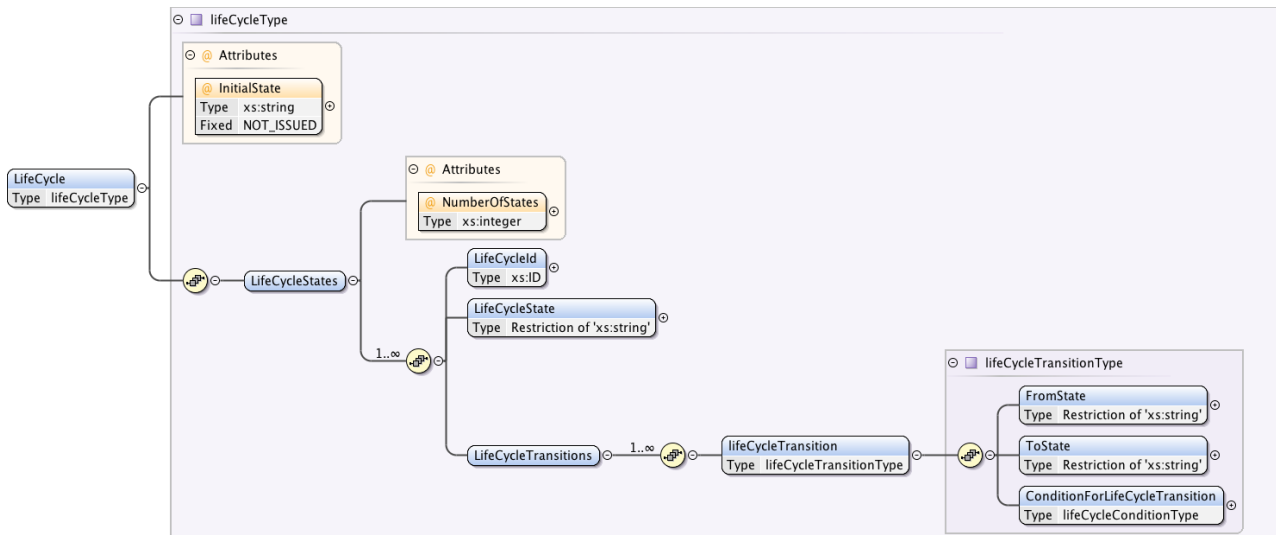 lifeCycleType
@ Attributes
@ InitialState
Type xs:string
Fixed NOT_ISSUED
LifeCycle
Type lifeCycleType
@ Attributes
@ NumberOfStates
Type xs:integer
LifeCycleStates
LifeCycleId
Type xs:ID
LifeCycleState
Type Restriction of 'xs:string'
1..∞
LifeCycleTransitions
1..∞
lifeCycleTransition
Type lifeCycleTransitionType
lifeCycleTransitionType
FromState
Type Restriction of 'xs:string'
ToState
Type Restriction of 'xs:string'
ConditionForLifeCycleTransition
Type lifeCycleConditionType